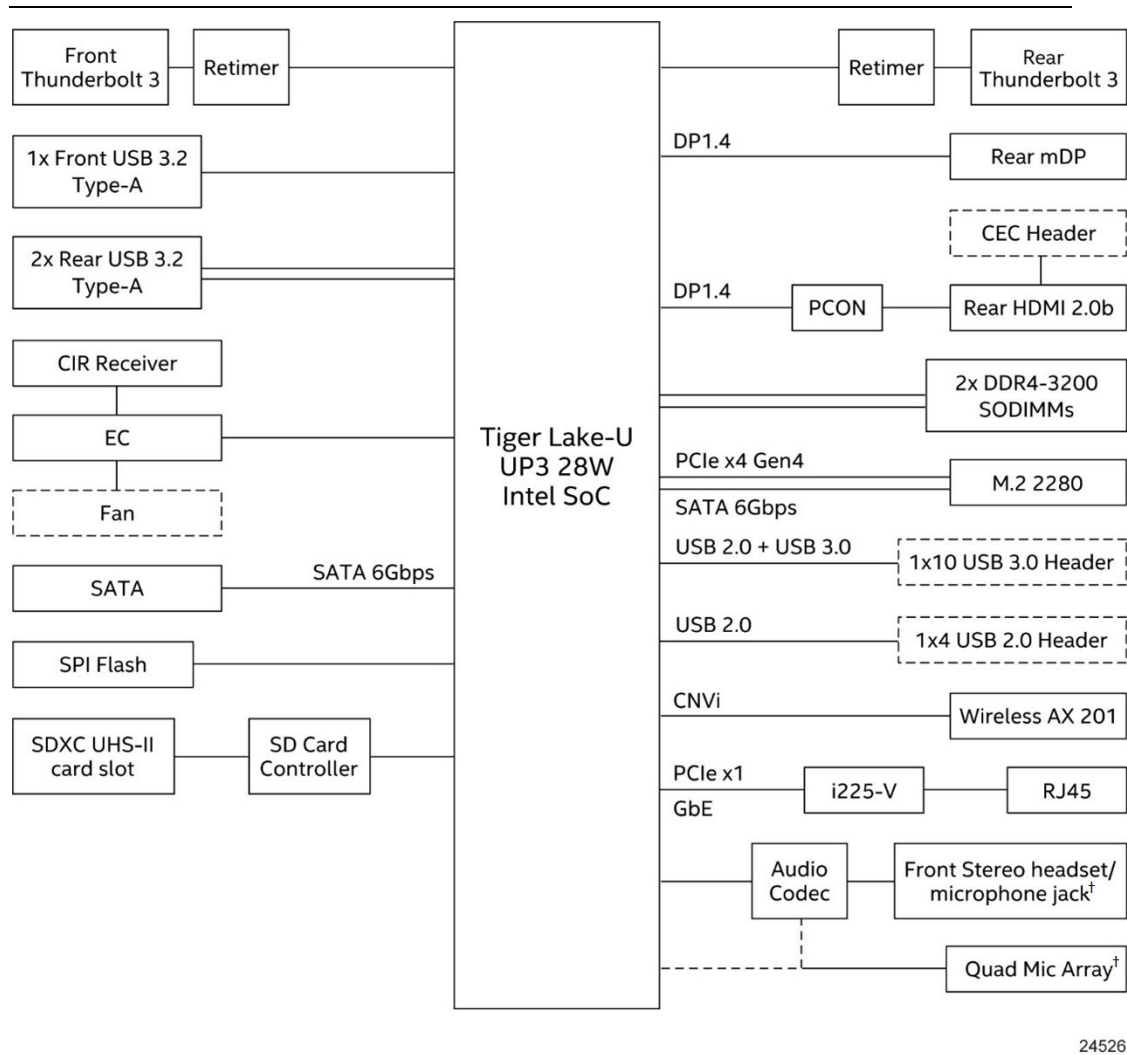 Front
Thunderbolt 3
Retimer
1x Front USB 3.2
Type-A
2x Rear USB 3.2
Type-A
CIR Receiver
EC
Fan
SATA
SATA 6Gbps
SPI Flash
SDXC UHS-II
card slot
SD Card
Controller
Tiger Lake-U
UP3 28W
Intel SoC
Retimer
Rear
Thunderbolt 3
DP1.4
Rear mDP
CEC Header
DP1.4
PCON
Rear HDMI 2.0b
2x DDR4-3200
SODIMMs
PCIe x4 Gen4
SATA 6Gbps
M.2 2280
USB 2.0 + USB 3.0
1x10 USB 3.0 Header
USB 2.0
1x4 USB 2.0 Header
CNVi
Wireless AX 201
PCIe x1
GbE
i225-V
RJ45
Audio
Codec
Front Stereo headset/
microphone jack†
Quad Mic Array†
24526